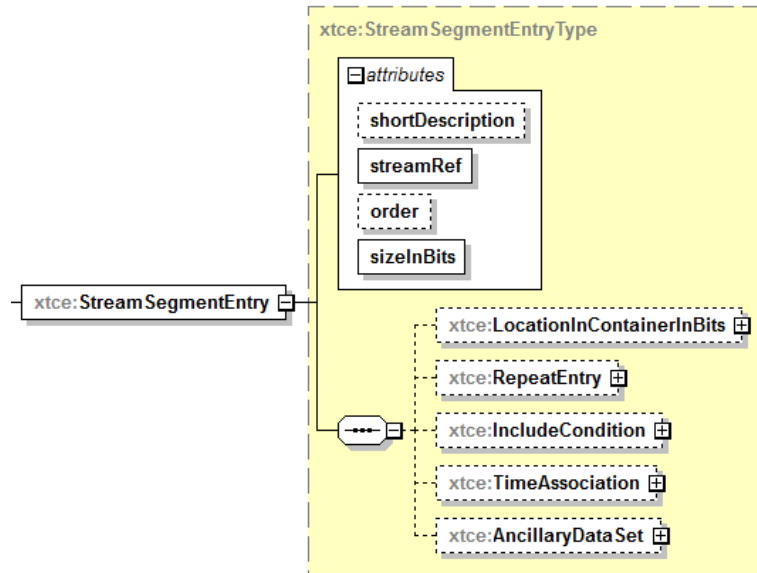 xtce:StreamSegmentEntryType
attributes
shortDescription
streamRef
order
sizeInBits
xtce:StreamSegmentEntry
xtce:LocationInContainerInBits
xtce:RepeatEntry
xtce:IncludeCondition
xtce:TimeAssociation
xtce:AncillaryDataSet